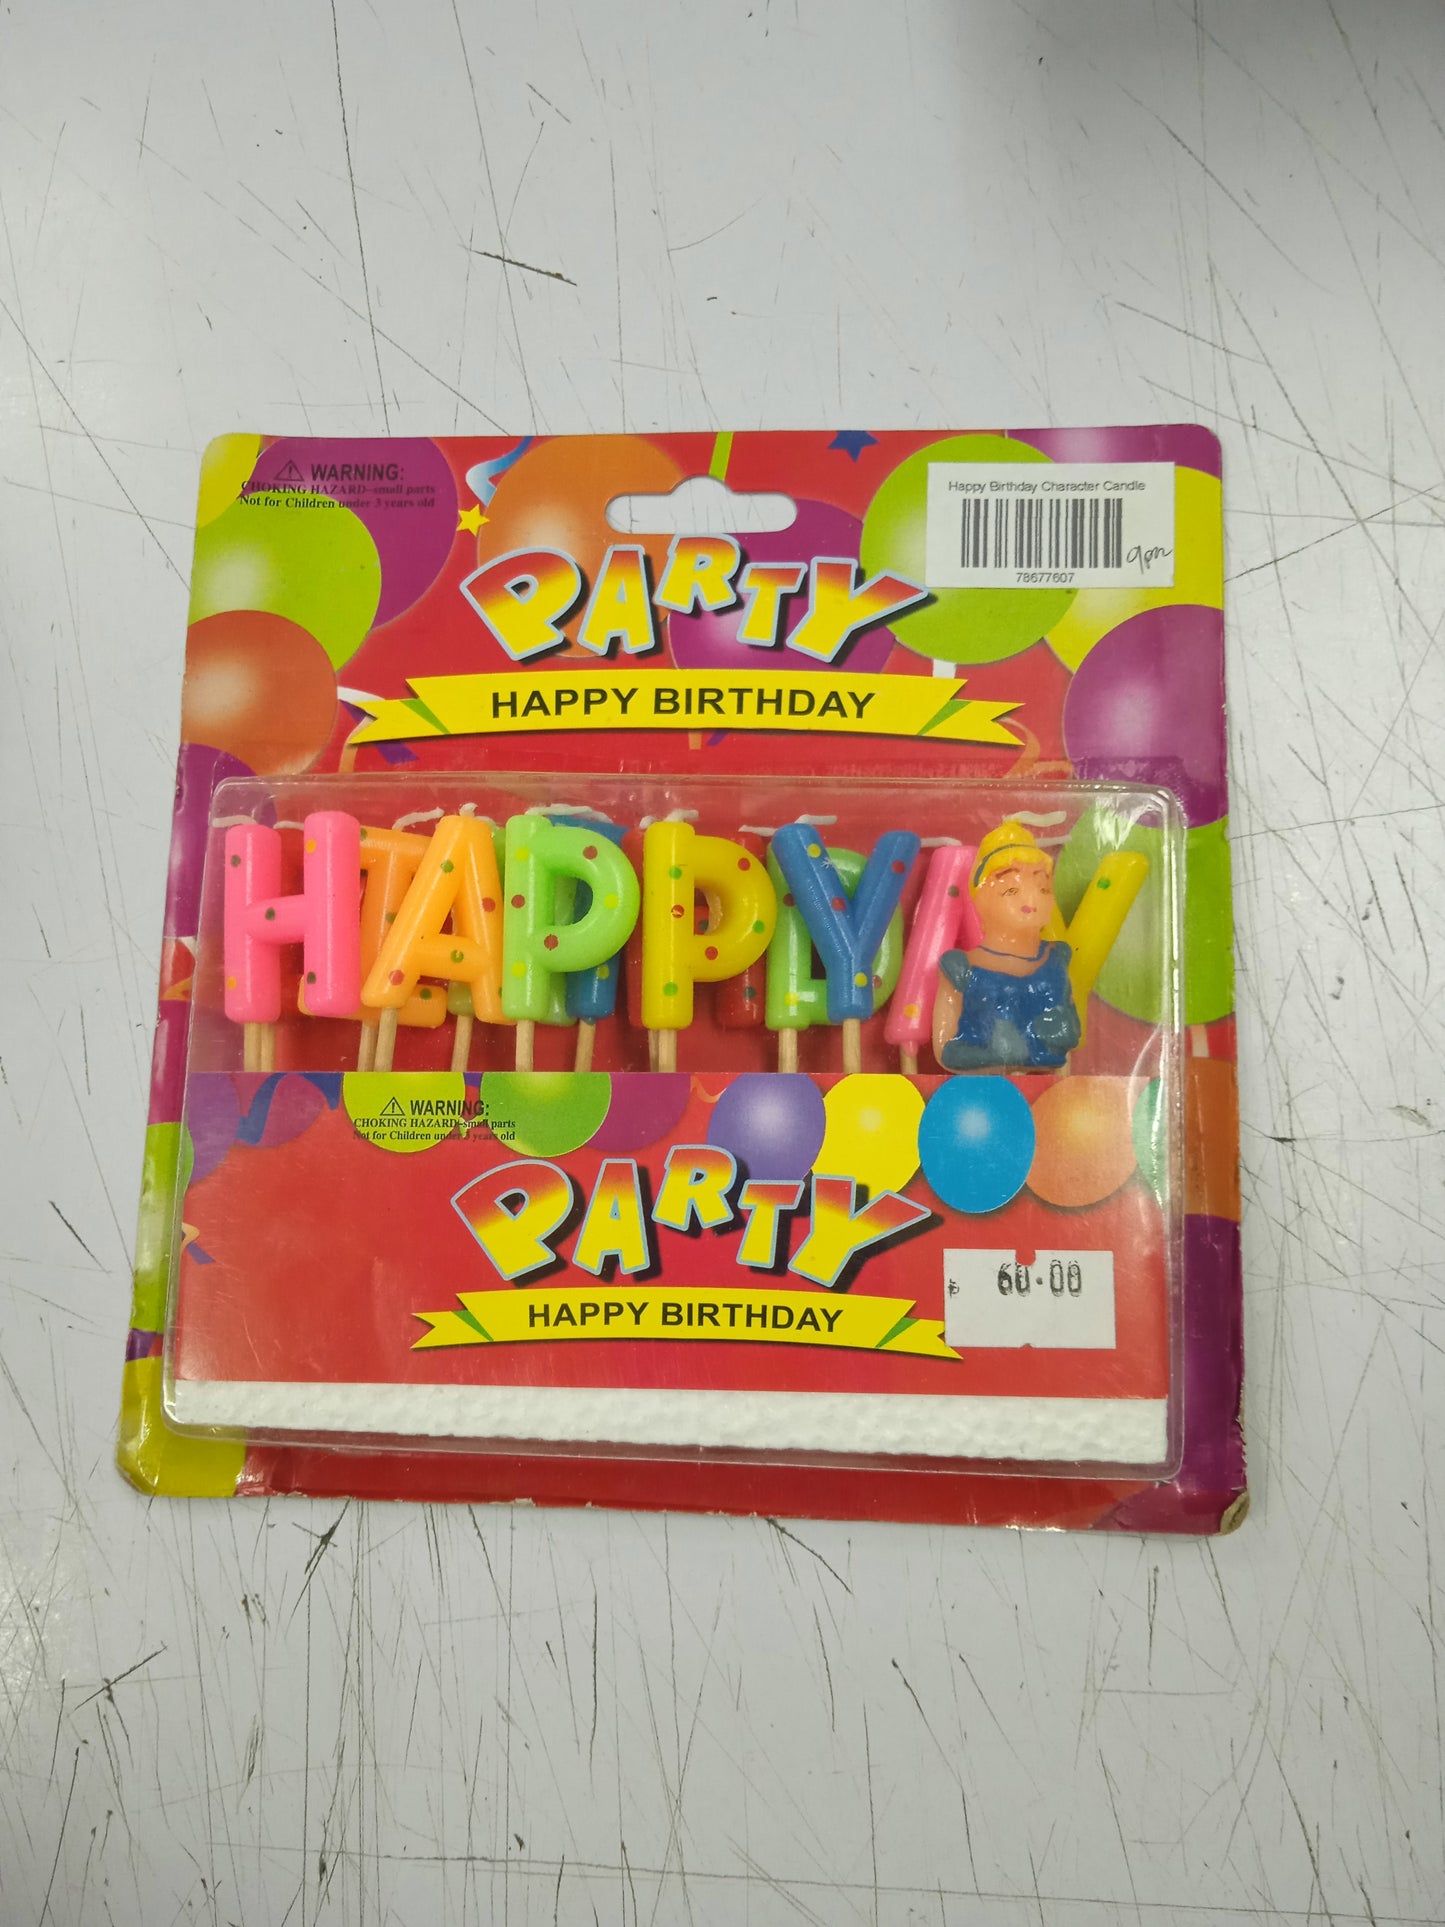 WARNING:
CHOKING HAZARD-small parts
Not for Children under 3 years old
Happy Birthday Character Candle
78677607
PARTY
HAPPY BIRTHDAY
HAPPY
WARNING:
CHOKING HAZARD-small parts
Not for Children under 3 years old
PARTY
HAPPY BIRTHDAY
60.00